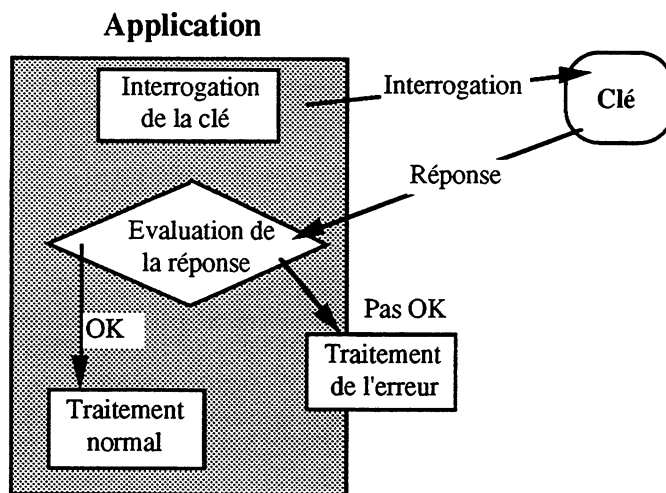 Application
Interrogation
de la clé
Interrogation
Clé
Réponse
Evaluation de
la réponse
OK
Pas OK
Traitement
de l'erreur
Traitement
normal